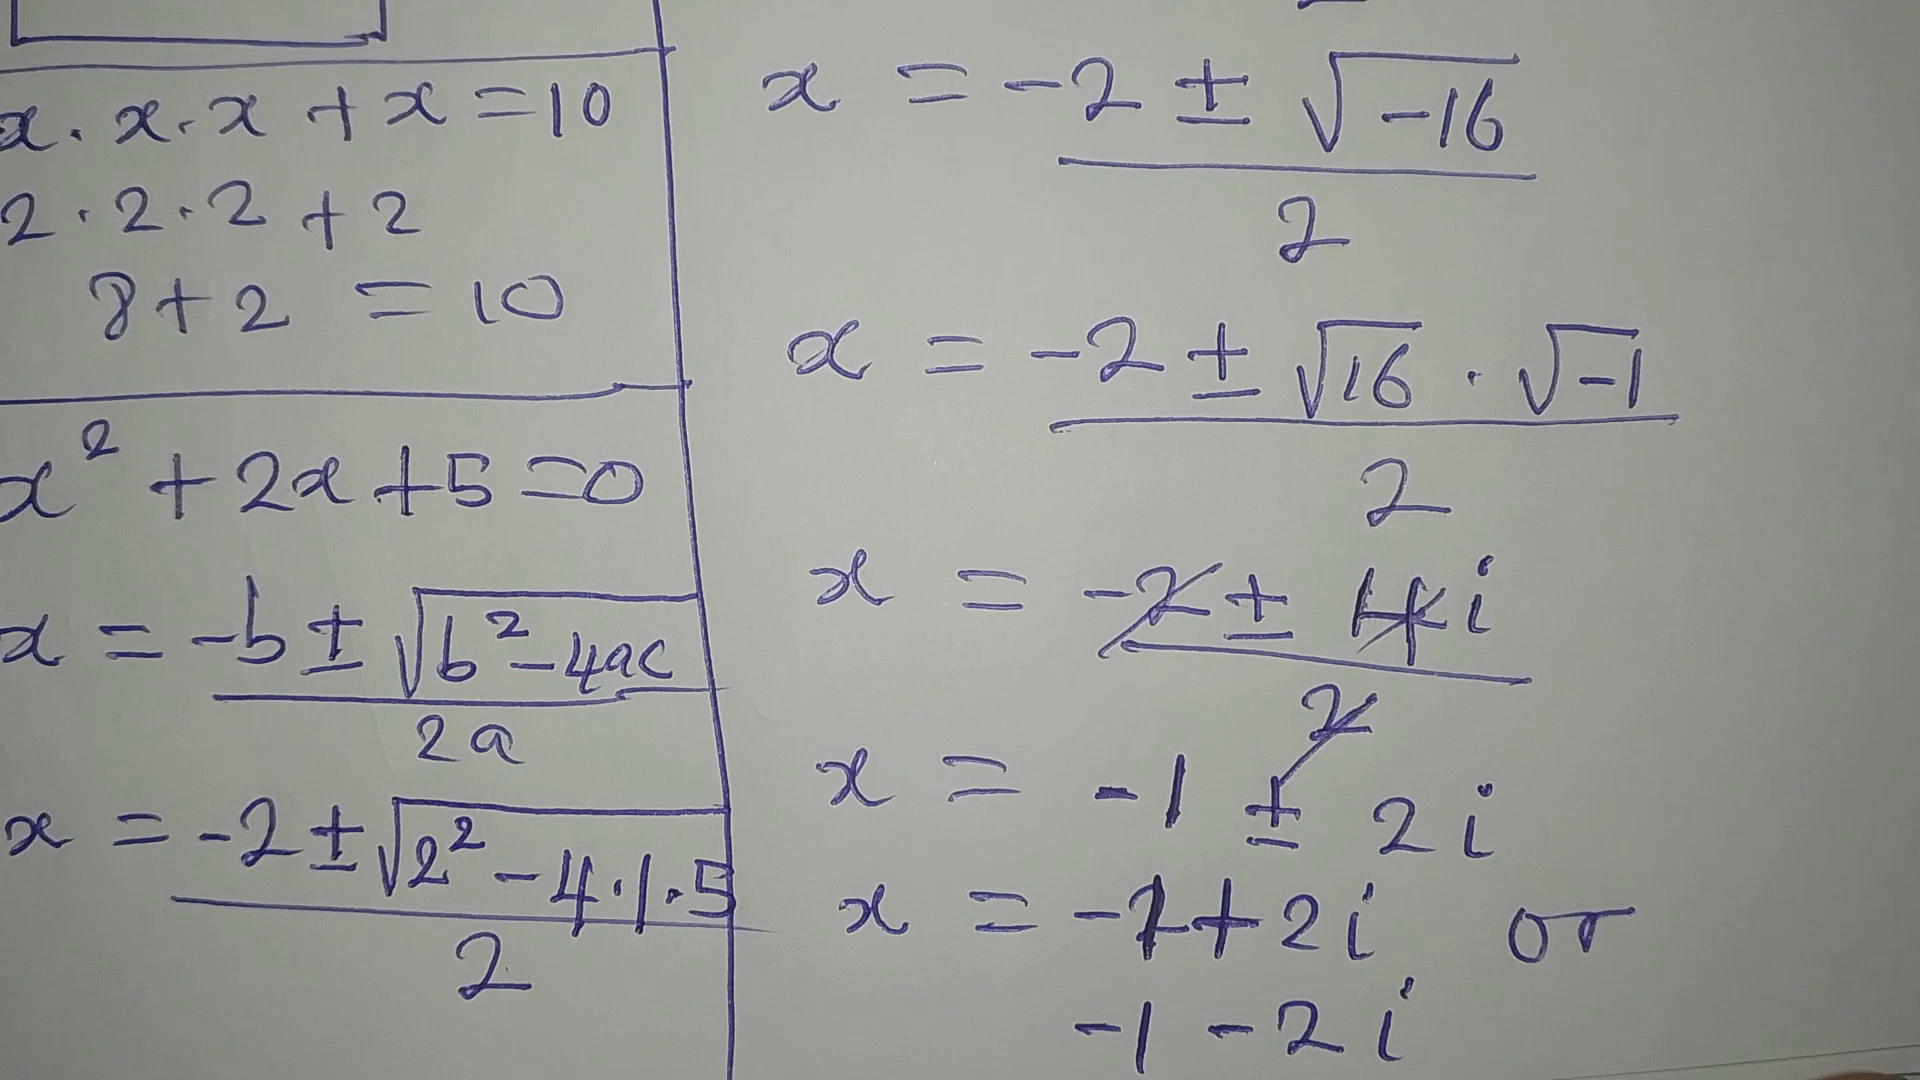 x . x . x + x = 10
2 . 2 . 2 + 2
8 + 2 = 10
x² + 2x + 5 = 0
x = -b ± √b² - 4ac
2a
x = -2 ± √2² - 4.1.5
2
x = -2 ± √-16
2
x = -2 ± √16 . √-1
2
x = -2 ± 4i
2
x = -1 ± 2i
x = -1 + 2i or
-1 - 2i